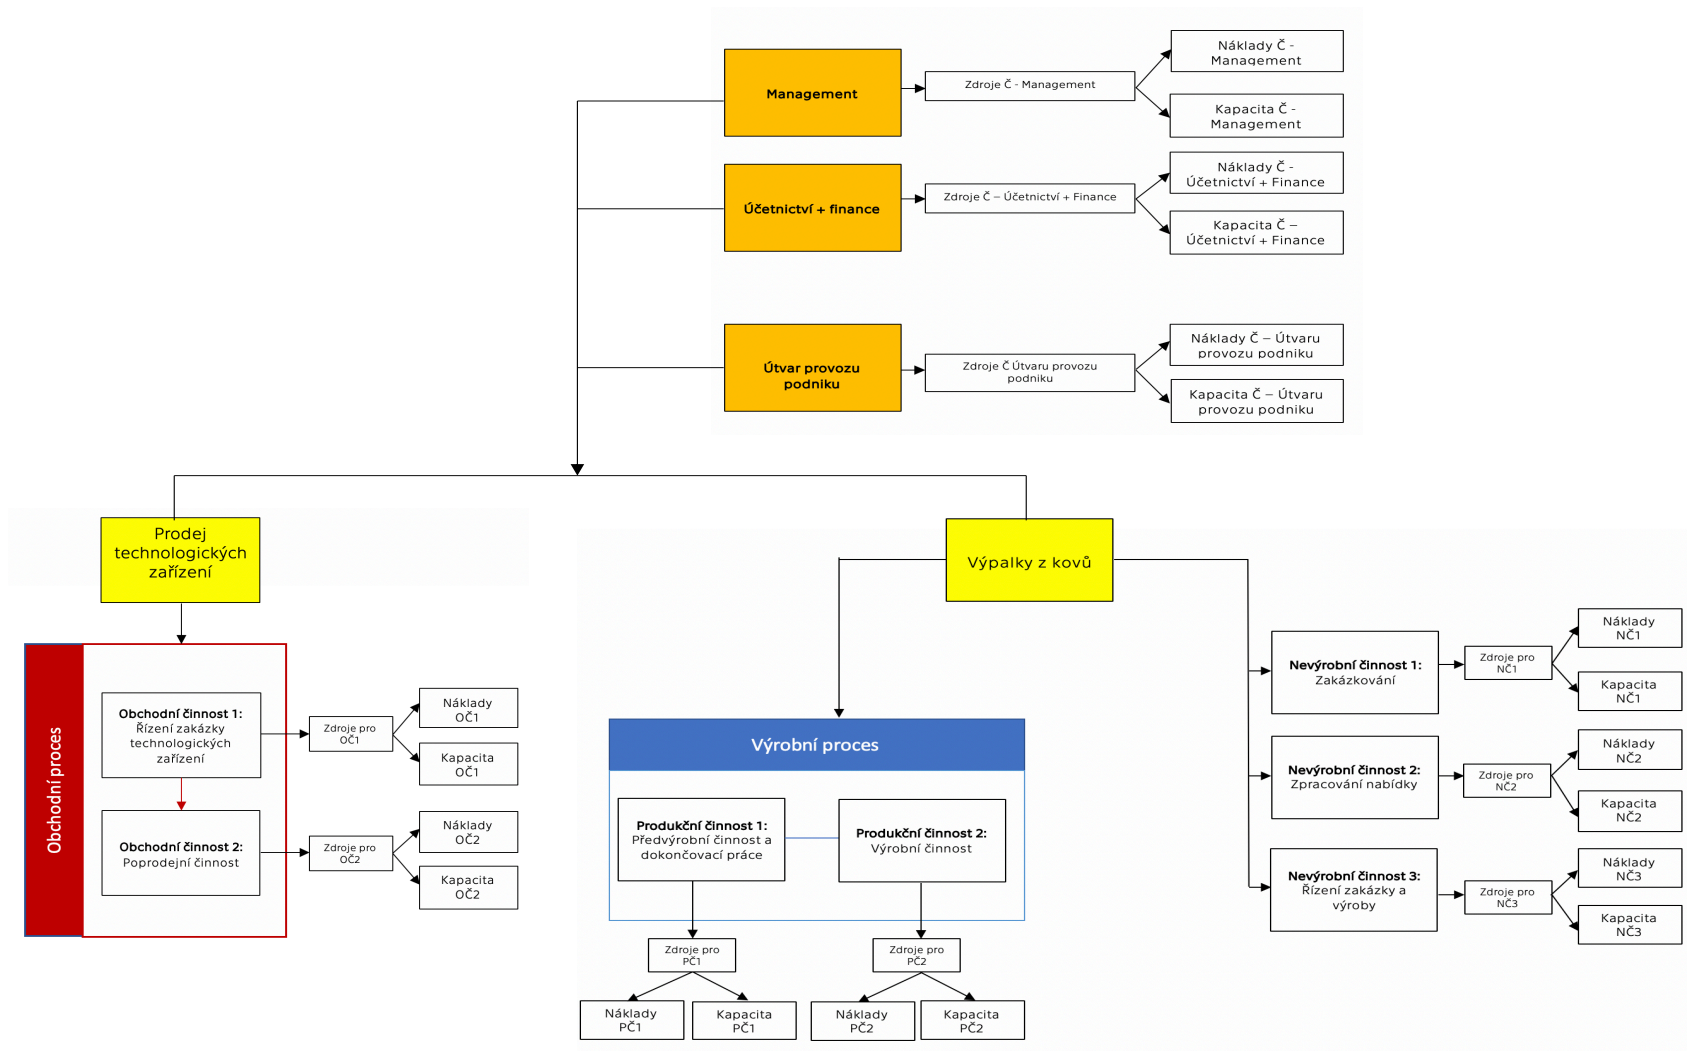 Management
Zdroje Č - Management
Náklady Č -
Management
Kapacita Č -
Management
Účetnictví + finance
Zdroje Č – Účetnictví + Finance
Náklady Č -
Účetnictví + Finance
Kapacita Č –
Účetnictví + Finance
Útvar provozu
podniku
Zdroje Č Útvaru provozu
podniku
Náklady Č – Útvaru
provozu podniku
Kapacita Č – Útvaru
provozu podniku
Prodej
technologických
zařízení
Obchodní proces
Obchodní činnost 1:
Řízení zakázky
technologických
zařízení
Zdroje pro
OČ1
Náklady
OČ1
Kapacita
OČ1
Obchodní činnost 2:
Poprodejní činnost
Zdroje pro
OČ2
Náklady
OČ2
Kapacita
OČ2
Výpalky z kovů
Výrobní proces
Produkční činnost 1:
Předvýrobní činnost a
dokončovací práce
Produkční činnost 2:
Výrobní činnost
Zdroje pro
PČ1
Náklady
PČ1
Kapacita
PČ1
Zdroje pro
PČ2
Náklady
PČ2
Kapacita
PČ2
Nevýrobní činnost 1:
Zakázkování
Zdroje pro
NČ1
Náklady
NČ1
Kapacita
NČ1
Nevýrobní činnost 2:
Zpracování nabídky
Zdroje pro
NČ2
Náklady
NČ2
Kapacita
NČ2
Nevýrobní činnost 3:
Řízení zakázky a
výroby
Zdroje pro
NČ3
Náklady
NČ3
Kapacita
NČ3